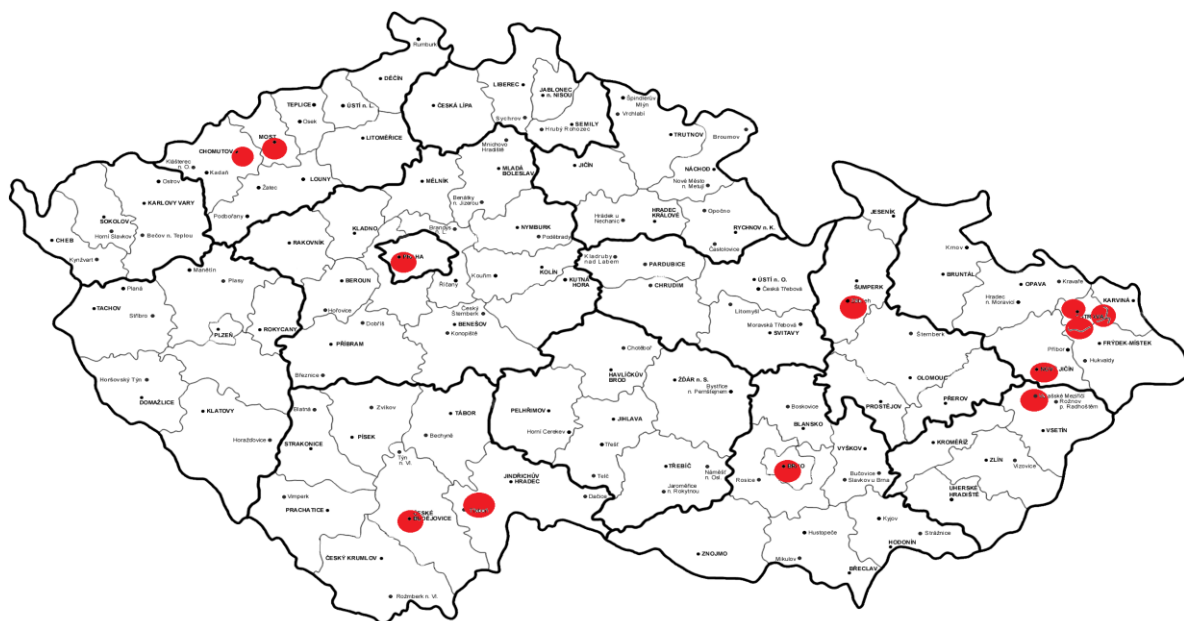 Rumburk
DĚČÍN
LIBEREC
JABLONEC
n. NISOU
Špindlerův
Mlýn
Vrchlabí
TEPLICE
ÚSTÍ n. L.
ČESKÁ LÍPA
Osek
Sychrov
SEMILY
Hrubý Rohozec
TRUTNOV
Broumov
MOST
LITOMĚŘICE
Mnichovo
Hradiště
CHOMUTOV
Klášterec
n. O.
Kadaň
MLADÁ
BOLESLAV
JIČÍN
NÁCHOD
Ostrov
Žatec
LOUNY
MĚLNÍK
Nové Město
n. Metují
KARLOVY VARY
Benátky
n. Jizerou
Podbořany
SOKOLOV
Horní Slavkov
Hrádek u
Nechanic
HRADEC
KRÁLOVÉ
Opočno
JESENÍK
CHEB
Bečov n. Teplou
RAKOVNÍK
KLADNO
NYMBURK
Poděbrady
RYCHNOV n. K.
Kynžvart
Častolovice
Krnov
Manětín
Kladruby
nad Labem
PARDUBICE
KOLÍN
KUTNÁ
HORA
Kouřim
Říčany
BEROUN
BRUNTÁL
OPAVA
Kravaře
Planá
Plasy
CHRUDIM
ÚSTÍ n. O.
Česká Třebová
ŠUMPERK
Hradec
n. Moravicí
KARVINÁ
TACHOV
Stříbro
Hořovice
Český
Šternberk
BENEŠOV
Konopiště
Litomyšl
Dobříš
PLZEŇ
ROKYCANY
Moravská Třebová
SVITAVY
Šternberk
FRÝDEK-MÍSTEK
PŘÍBRAM
Příbor
Hukvaldy
Chotěboř
JIČÍN
Březnice
HAVLÍČKŮV
BROD
ŽĎÁR n. S.
Bystřice
n. Pernštejnem
OLOMOUC
Horšovský Týn
DOMAŽLICE
KLATOVY
Blatná
Zvíkov
TÁBOR
PELHŘIMOV
PROSTĚJOV
PŘEROV
Rožnov
p. Radhoštěm
Boskovice
JIHLAVA
BLANSKO
VSETÍN
Horažďovice
STRAKONICE
PÍSEK
Bechyně
Horní Cerekev
KROMĚŘÍŽ
Týn
n. Vl.
Třešť
VYŠKOV
ZLÍN
Vizovice
JINDŘICHŮV
HRADEC
Telč
TŘEBÍČ
Náměšť
n. Osl.
Rosice
Bučovice
Slavkov u Brna
Vimperk
Dačice
Jaroměřice
n. Rokytnou
UHERSKÉ
HRADIŠTĚ
PRACHATICE
Kyjov
Strážnice
Hustopeče
HODONÍN
ČESKÝ KRUMLOV
ZNOJMO
Mikulov
BŘECLAV
Rožmberk n. Vl.